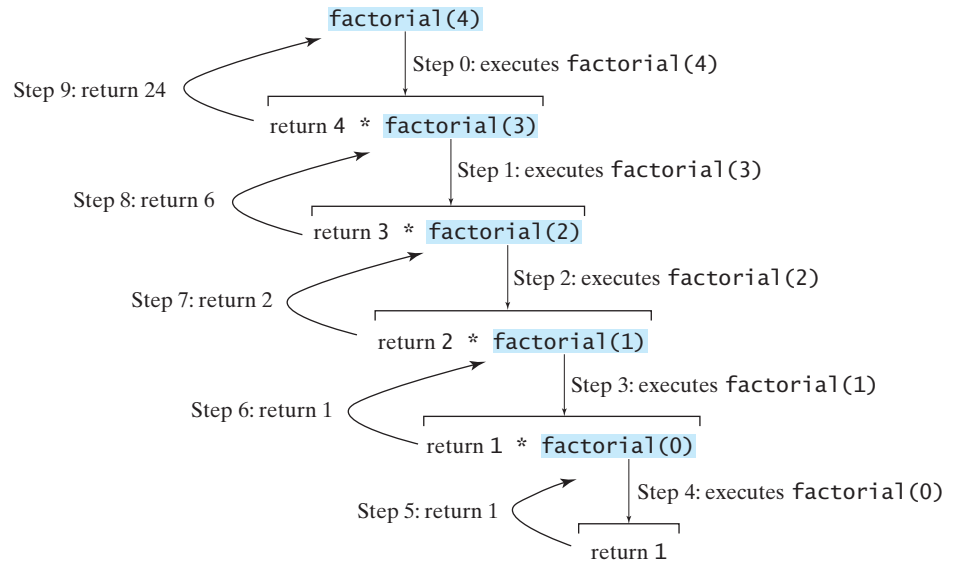 factorial(4)
Step 0: executes factorial(4)
Step 9: return 24
return 4 * factorial(3)
Step 1: executes factorial(3)
Step 8: return 6
return 3 * factorial(2)
Step 2: executes factorial(2)
Step 7: return 2
return 2 * factorial(1)
Step 3: executes factorial(1)
Step 6: return 1
return 1 * factorial(0)
Step 4: executes factorial(0)
Step 5: return 1
return 1